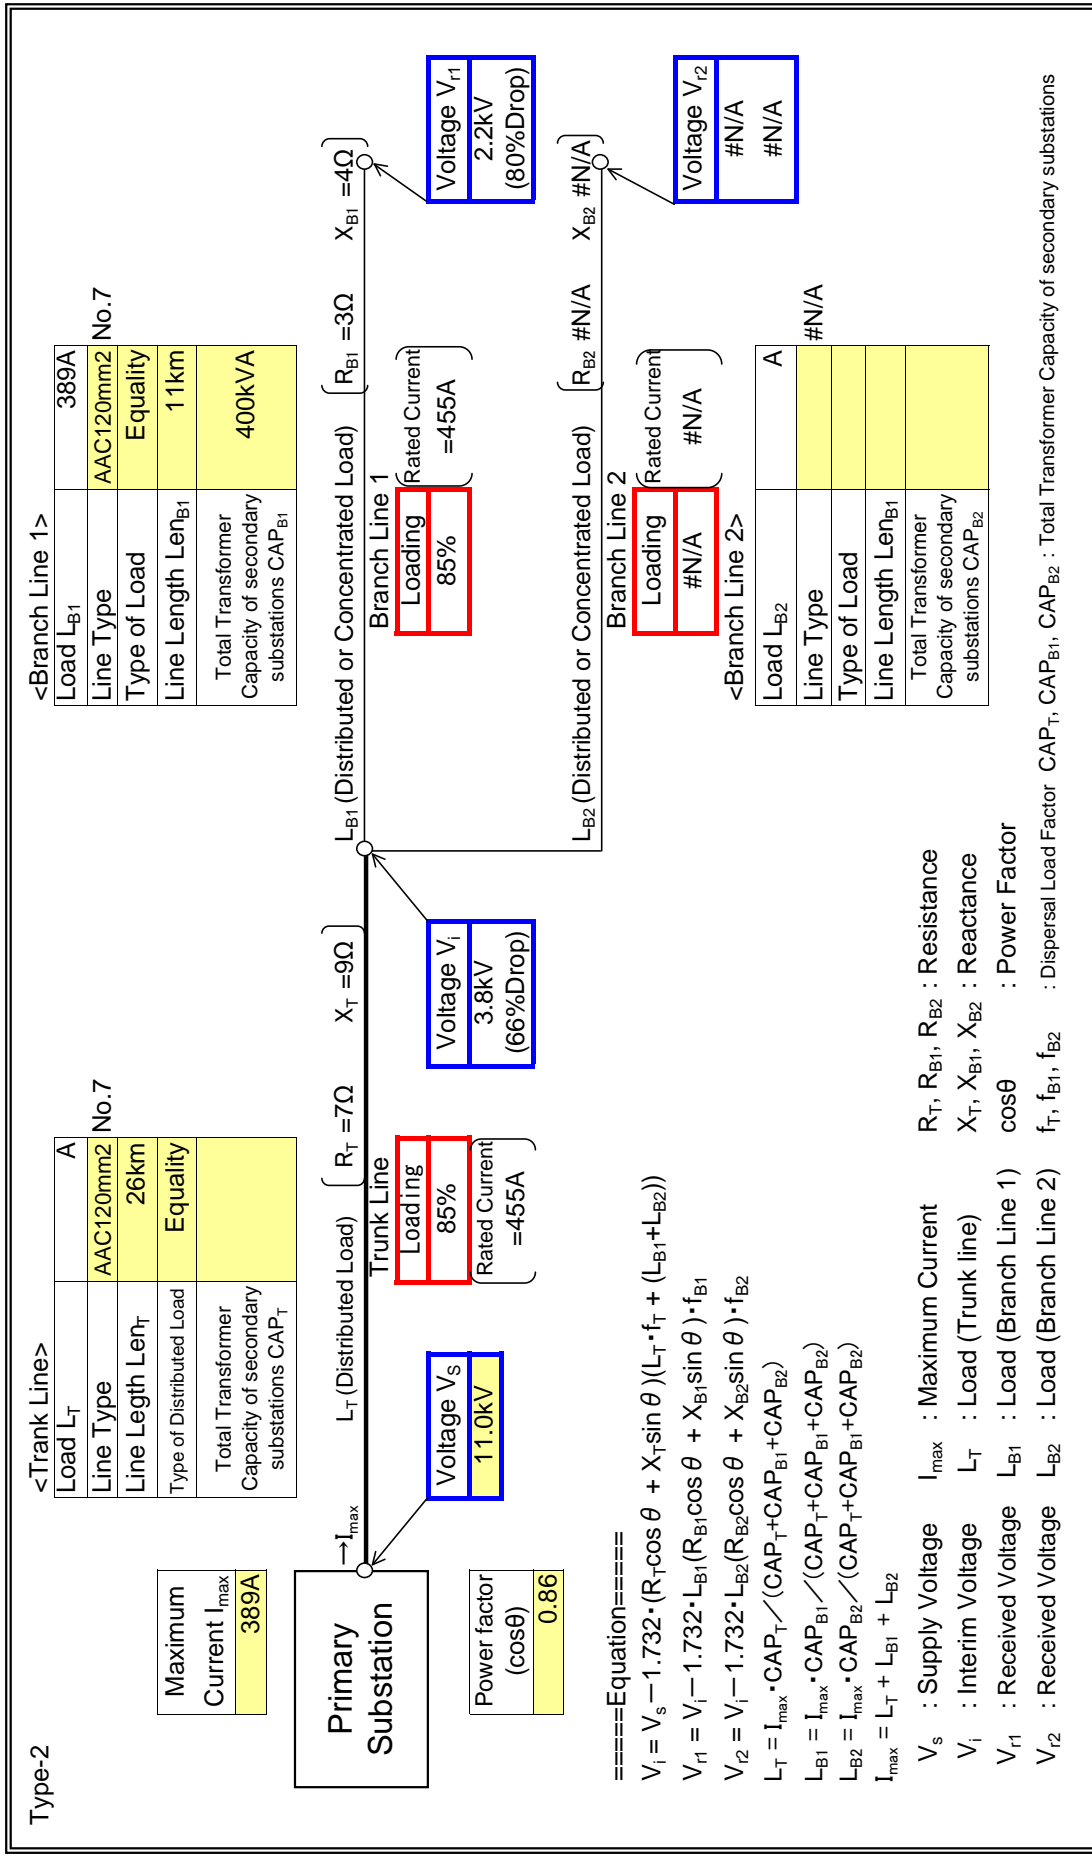 Type-2
Maximum
Current Imax
389A
Primary
Substation
→Imax
Power factor
(cosθ)
0.86
<Trank Line>
Load LT A
Line Type AAC120mm2 No.7
Line Legth LenT 26km
Type of Distributed Load Equality
Total Transformer
Capacity of secondary
substations CAPT
LT (Distributed Load) RT =7Ω XT =9Ω
Trunk Line
Loading
85%
Rated Current
=455A
Voltage VS
11.0kV
Voltage Vi
3.8kV
(66%Drop)
<Branch Line 1>
Load LB1 389A
Line Type AAC120mm2 No.7
Type of Load Equality
Line Length LenB1 11km
Total Transformer
Capacity of secondary
substations CAPB1
400kVA
LB1 (Distributed or Concentrated Load) RB1 =3Ω XB1 =4Ω
Branch Line 1
Loading
85%
Rated Current
=455A
Voltage Vr1
2.2kV
(80%Drop)
LB2 (Distributed or Concentrated Load) RB2 #N/A XB2 #N/A
Branch Line 2
Loading
#N/A
Rated Current
#N/A
Voltage Vr2
#N/A
#N/A
<Branch Line 2>
Load LB2 A
Line Type #N/A
Type of Load
Line Length LenB1
Total Transformer
Capacity of secondary
substations CAPB2
=====Equation=====
Vi = Vs－1.732･(RTcos θ + XTsin θ )(LT･fT + (LB1+LB2))
Vr1 = Vi－1.732･LB1(RB1cos θ + XB1sin θ )･fB1
Vr2 = Vi－1.732･LB2(RB2cos θ + XB2sin θ )･fB2
LT = Imax･CAPT／(CAPT+CAPB1+CAPB2)
LB1 = Imax･CAPB1／(CAPT+CAPB1+CAPB2)
LB2 = Imax･CAPB2／(CAPT+CAPB1+CAPB2)
Imax = LT + LB1 + LB2
Vs : Supply Voltage Imax : Maximum Current RT, RB1, RB2 : Resistance
Vi : Interim Voltage LT : Load (Trunk line) XT, XB1, XB2 : Reactance
Vr1 : Received Voltage LB1 : Load (Branch Line 1) cosθ : Power Factor
Vr2 : Received Voltage LB2 : Load (Branch Line 2) fT, fB1, fB2 : Dispersal Load Factor CAPT, CAPB1, CAPB2 : Total Transformer Capacity of secondary substations